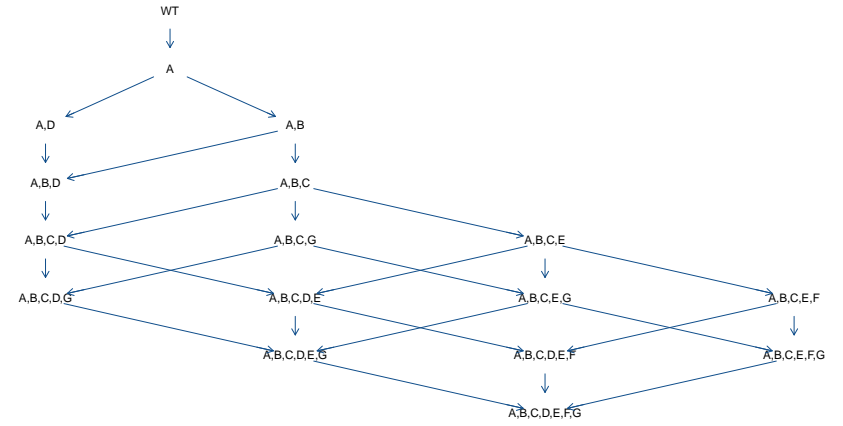 WT
A
A,D
A,B
A,B,D
A,B,C
A,B,C,D
A,B,C,G
A,B,C,E
A,B,C,D,G
A,B,C,D,E
A,B,C,E,G
A,B,C,E,F
A,B,C,D,E,G
A,B,C,D,E,F
A,B,C,E,F,G
A,B,C,D,E,F,G